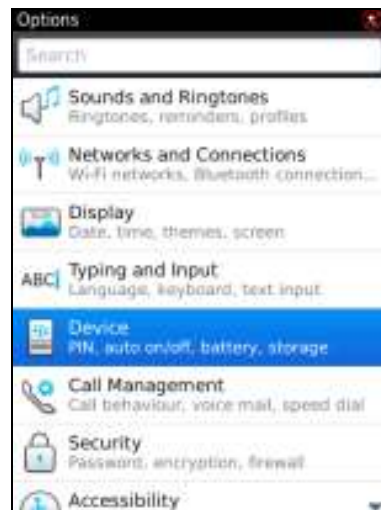 Options
Search
Sounds and Ringtones
Ringtones, reminders, profiles
Networks and Connections
Wi-Fi networks, Bluetooth connection...
Display
Date, time, themes, screen
ABC
Typing and Input
Language, keyboard, text input
Device
PIN, auto on/off, battery, storage
Call Management
Call behaviour, voice mail, speed dial
Security
Password, encryption, firewall
Accessibility